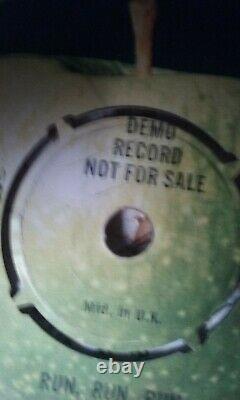 DEMO
RECORD
NOT FOR SALE
Mfd. in U.K.
RUN, RUN, RUN
ebay